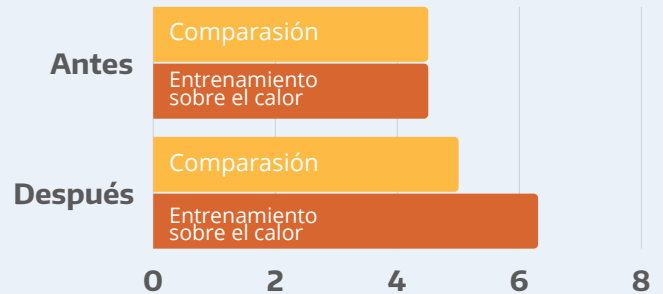 Comparasión
Antes
Entrenamiento
sobre el calor
Comparasión
Después
Entrenamiento
sobre el calor
0 2 4 6 8